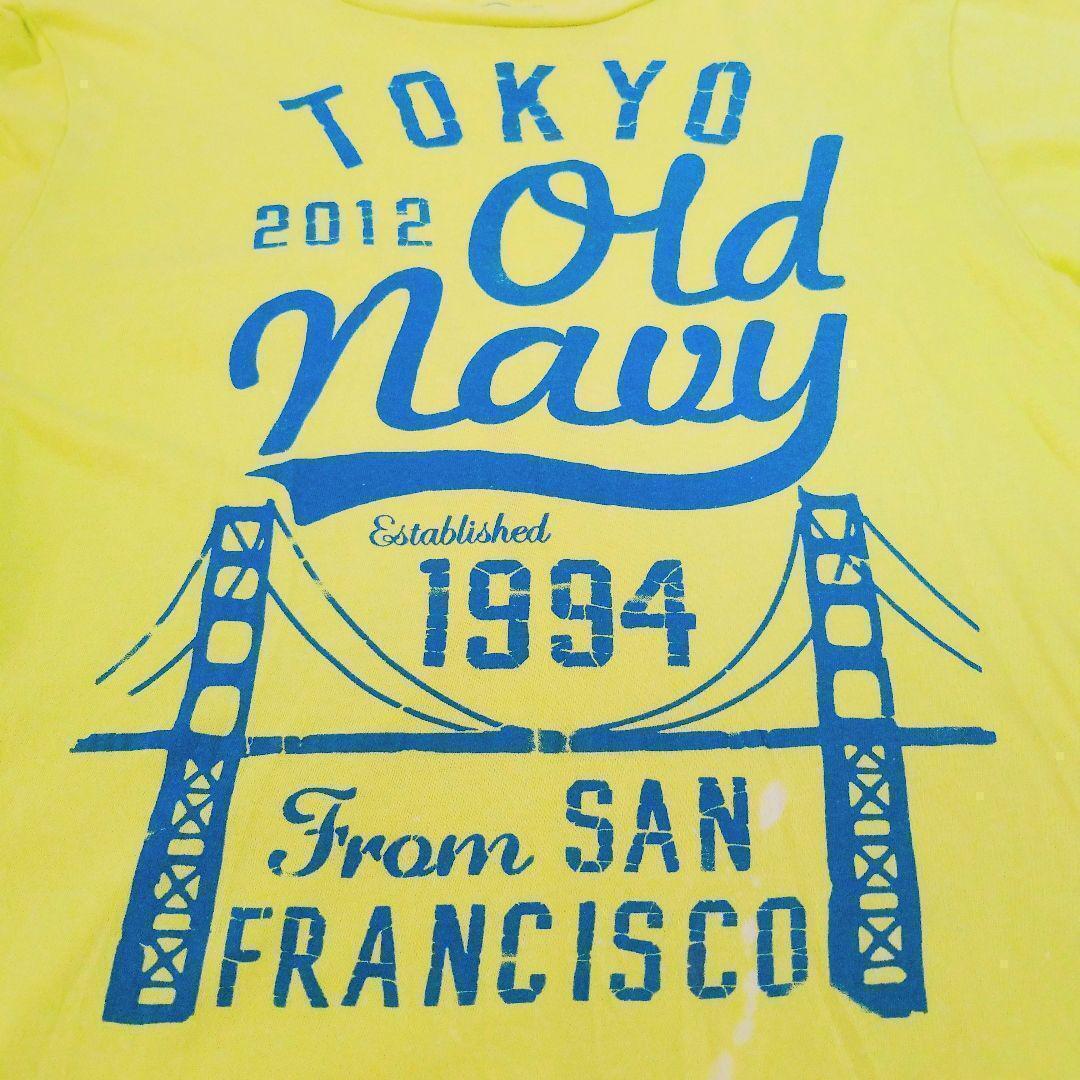 TOKYO
2012 Old
Navy
Established
1994
From SAN
FRANCISCO